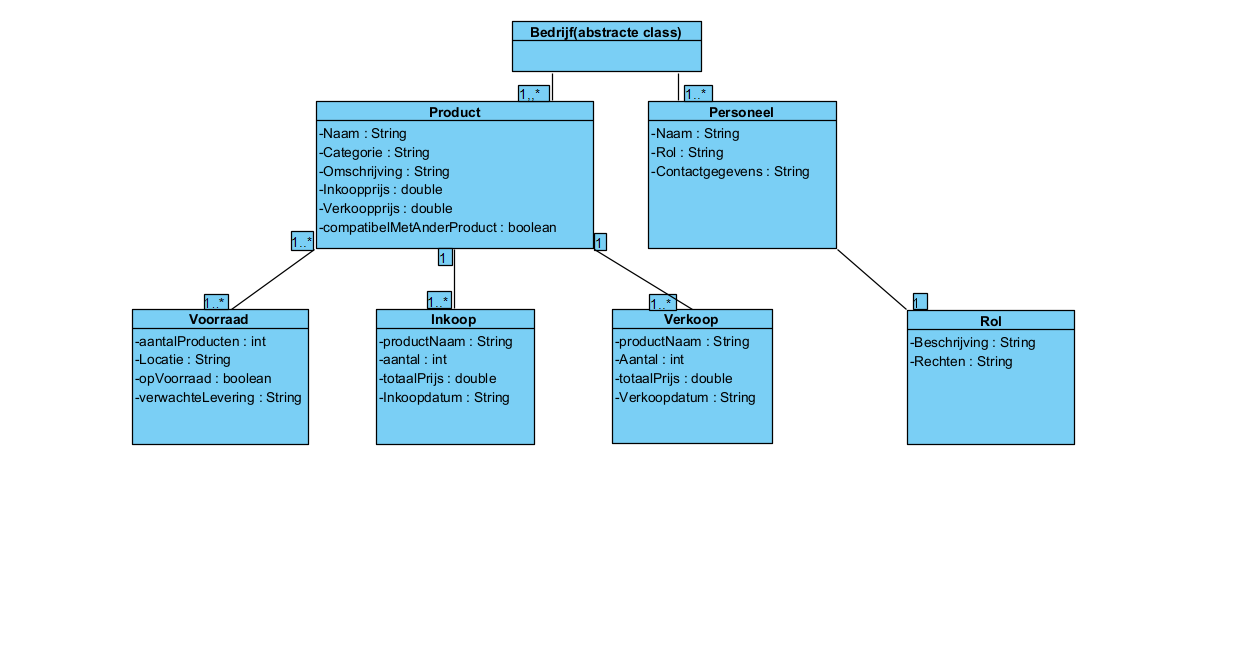 Bedrijf(abstracte class)
1..*
1..*
Product
-Naam : String
-Categorie : String
-Omschrijving : String
-Inkoopprijs : double
-Verkoopprijs : double
-compatibelMetAnderProduct : boolean
Personeel
-Naam : String
-Rol : String
-Contactgegevens : String
1..*
1
1
1..*
1..*
1..*
1
Voorraad
-aantalProducten : int
-Locatie : String
-opVoorraad : boolean
-verwachteLevering : String
Inkoop
-productNaam : String
-aantal : int
-totaalPrijs : double
-Inkoopdatum : String
Verkoop
-productNaam : String
-Aantal : int
-totaalPrijs : double
-Verkoopdatum : String
Rol
-Beschrijving : String
-Rechten : String